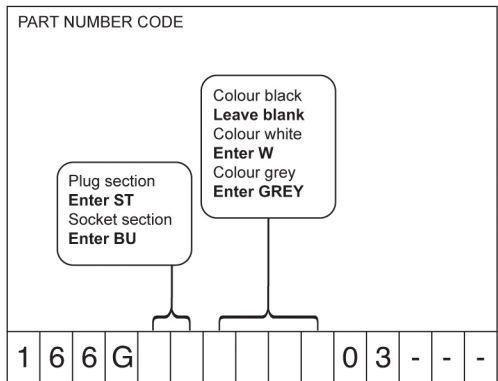 PART NUMBER CODE
Colour black
Leave blank
Colour white
Enter W
Colour grey
Enter GREY
Plug section
Enter ST
Socket section
Enter BU
1 6 6 G 0 3 - - -